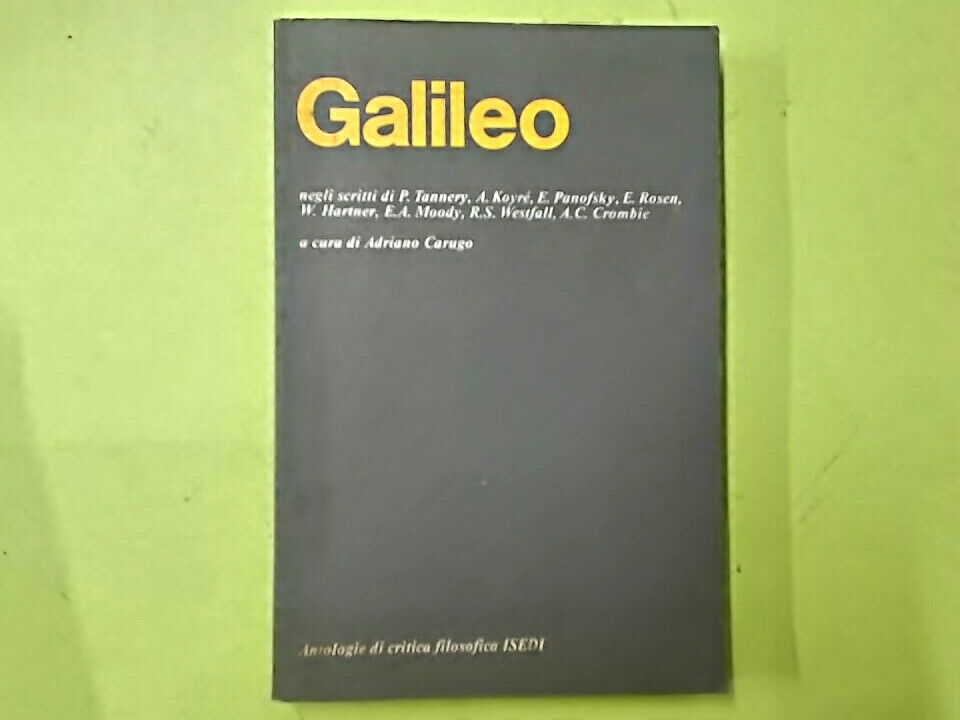 Galileo
negli scritti di P. Tannery, A. Koyré, E. Panofsky, E. Rosen,
W. Hartner, E.A. Moody, R.S. Westfall, A.C. Crombie
a cura di Adriano Carugo
Antologie di critica filosofica ISEDI